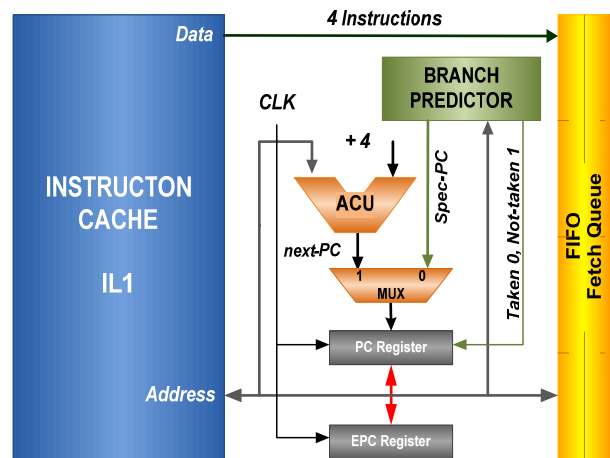 4 Instructions
Data
BRANCH
PREDICTOR
CLK
+ 4
INSTRUCTON
CACHE
IL1
ACU
Spec-PC
Taken 0, Not-taken 1
FIFO
Fetch Queue
next-PC
1 0
MUX
PC Register
Address
EPC Register